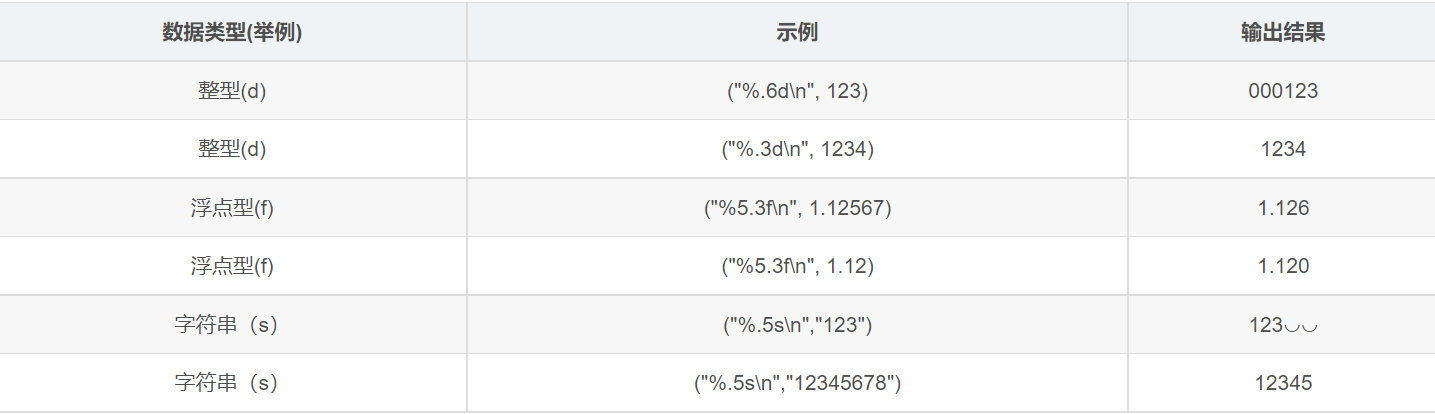 数据类型(举例) 示例 输出结果
整型(d) ("%.6d\n", 123) 000123
整型(d) ("%.3d\n", 1234) 1234
浮点型(f) ("%5.3f\n", 1.12567) 1.126
浮点型(f) ("%5.3f\n", 1.12) 1.120
字符串（s） ("%.5s\n","123") 123◡◡
字符串（s） ("%.5s\n","12345678") 12345